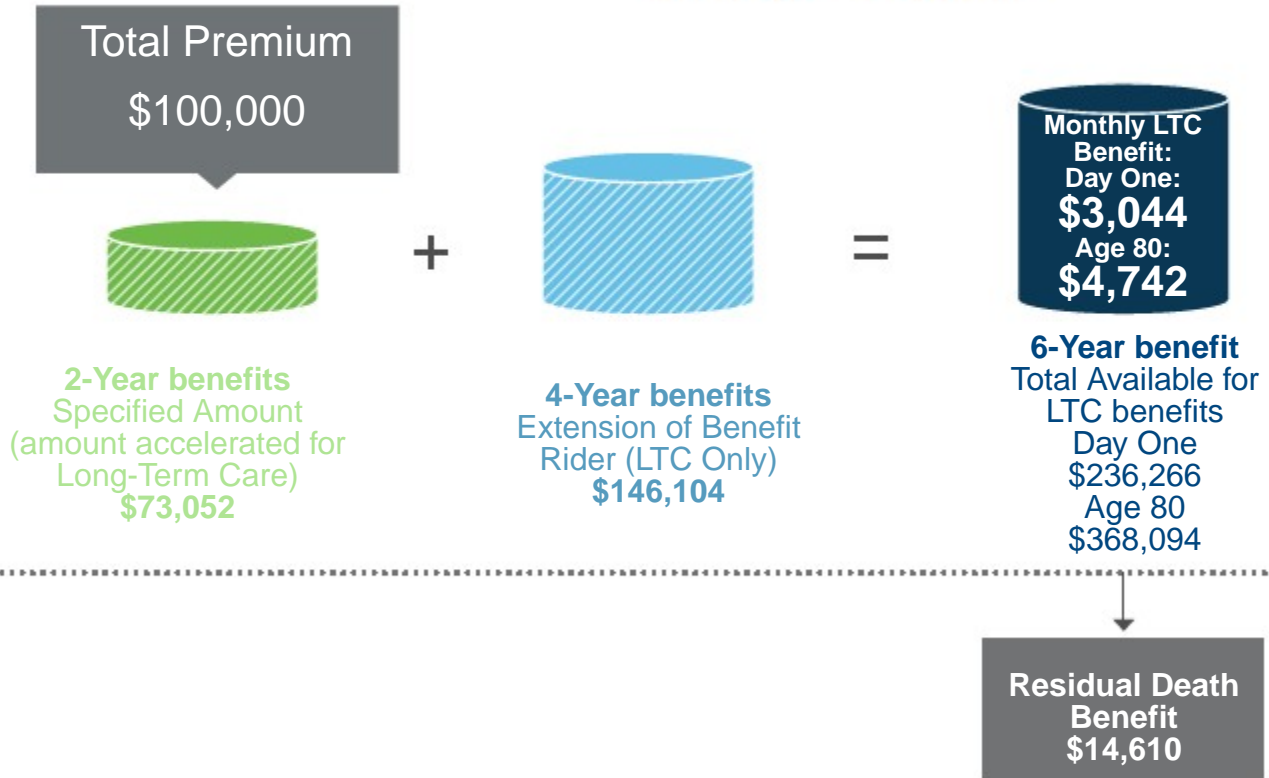 Total Premium
$100,000
+
=
Monthly LTC
Benefit:
Day One:
$3,044
Age 80:
$4,742
2-Year benefits
Specified Amount
(amount accelerated for
Long-Term Care)
$73,052
4-Year benefits
Extension of Benefit
Rider (LTC Only)
$146,104
6-Year benefit
Total Available for
LTC benefits
Day One
$236,266
Age 80
$368,094
Residual Death
Benefit
$14,610